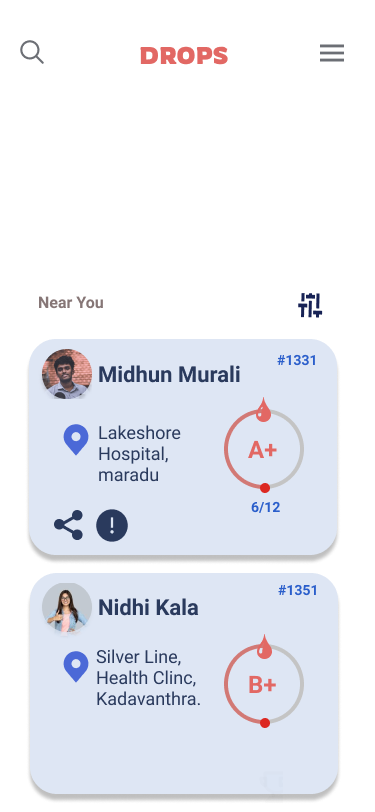 DROPS
Near You
#1331
Midhun Murali
Lakeshore
Hospital,
maradu
A+
6/12
#1351
Nidhi Kala
Silver Line,
Health Clinc,
Kadavanthra.
B+